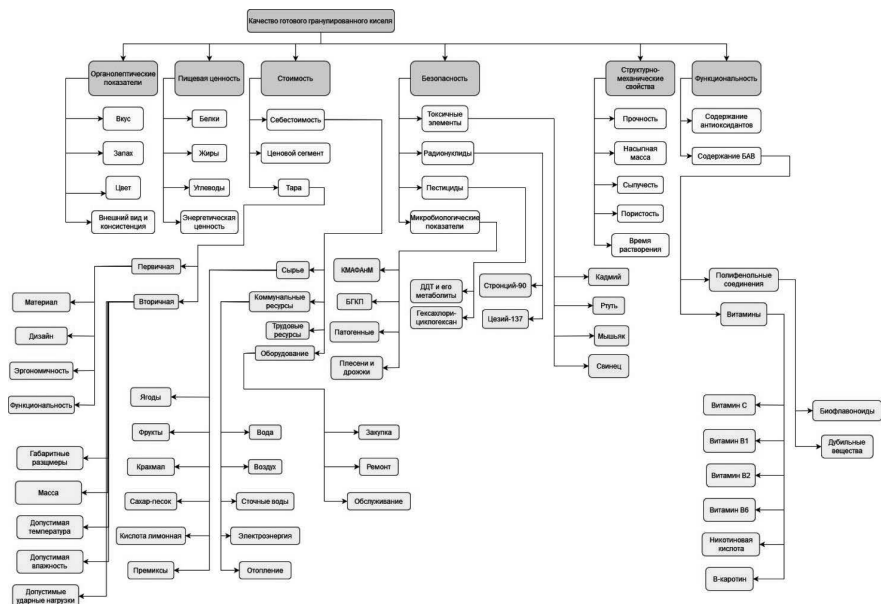 Качество готового гранулированного киселя
Органолептические
показатели
Пищевая ценность
Стоимость
Безопасность
Структурно-
механические
свойства
Функциональность
Вкус
Запах
Цвет
Внешний вид и
консистенция
Белки
Жиры
Углеводы
Энергетическая
ценность
Себестоимость
Ценовой сегмент
Тара
Токсичные
элементы
Радионуклиды
Пестициды
Микробиологические
показатели
Прочность
Насыпная
масса
Сыпучесть
Пористость
Время
растворения
Содержание
антиоксидантов
Содержание БАВ
Первичная
Вторичная
Материал
Дизайн
Эргономичность
Функциональность
Габаритные
разщмеры
Масса
Допустимая
температура
Допустимая
влажность
Допустимые
ударные нагрузки
Сырье
Коммунальные
ресурсы
Трудовые
ресурсы
Оборудование
Ягоды
Фрукты
Крахмал
Сахар-песок
Кислота лимонная
Премиксы
Вода
Воздух
Сточные воды
Электроэнергия
Отопление
Закупка
Ремонт
Обслуживание
КМАФАнМ
БГКП
Патогенные
Плесени и
дрожжи
ДДТ и его
метаболиты
Гексахлори-
циклогексан
Стронций-90
Цезий-137
Кадмий
Ртуть
Мышьяк
Свинец
Полифенольные
соединения
Витамины
Витамин С
Витамин В1
Витамин В2
Витамин В6
Никотиновая
кислота
В-каротин
Биофлавоноиды
Дубильные
вещества